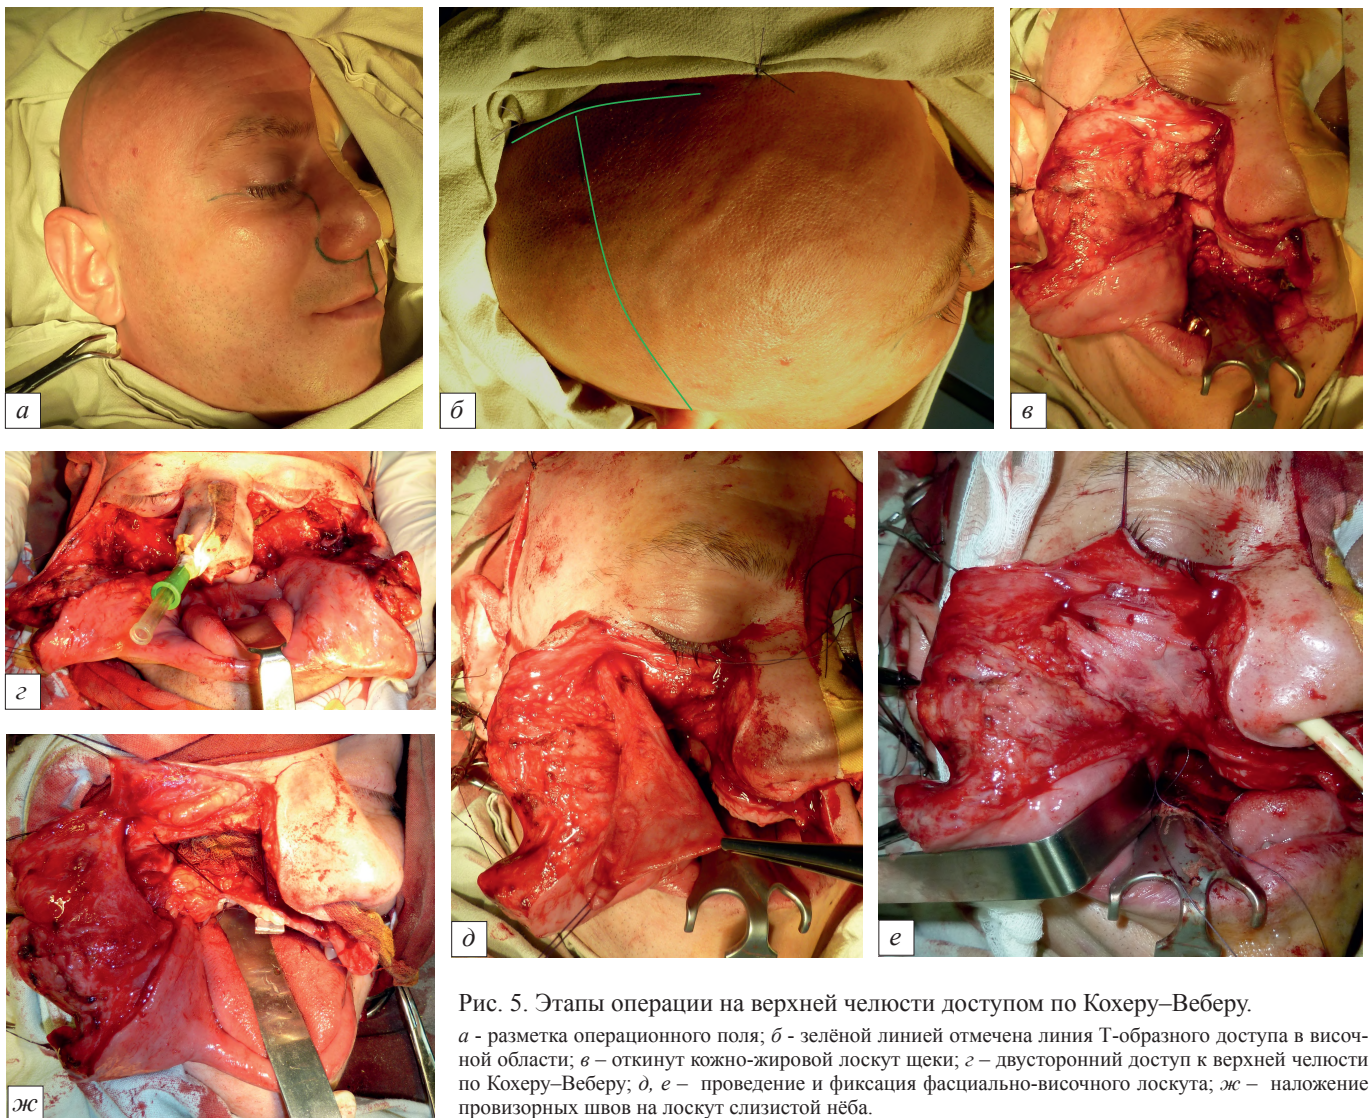 а
б
в
г
д
е
ж
Рис. 5. Этапы операции на верхней челюсти доступом по Кохеру–Веберу.
а - разметка операционного поля; б - зелёной линией отмечена линия Т-образного доступа в височ-
ной области; в – откинут кожно-жировой лоскут щеки; г – двусторонний доступ к верхней челюсти
по Кохеру–Веберу; д, е – проведение и фиксация фасциально-височного лоскута; ж – наложение
провизорных швов на лоскут слизистой нёба.